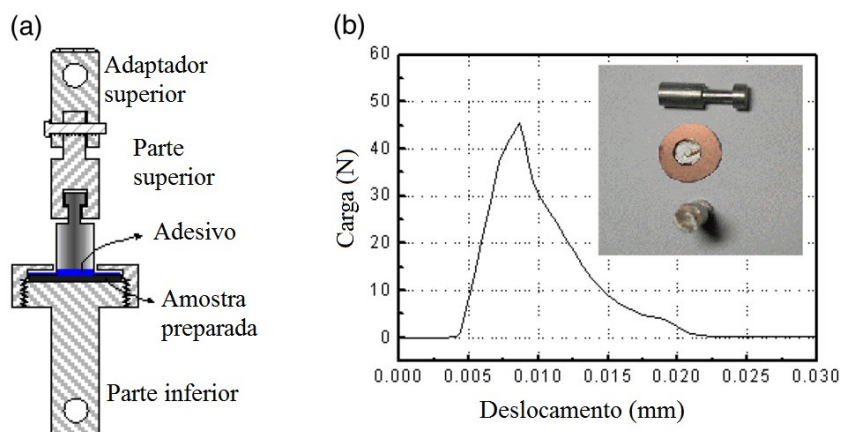 (a)
Adaptador
superior
Parte
superior
Adesivo
Amostra
preparada
Parte inferior
(b)
Carga (N)
60
50
40
30
20
10
0
0.000 0.005 0.010 0.015 0.020 0.025 0.030
Deslocamento (mm)